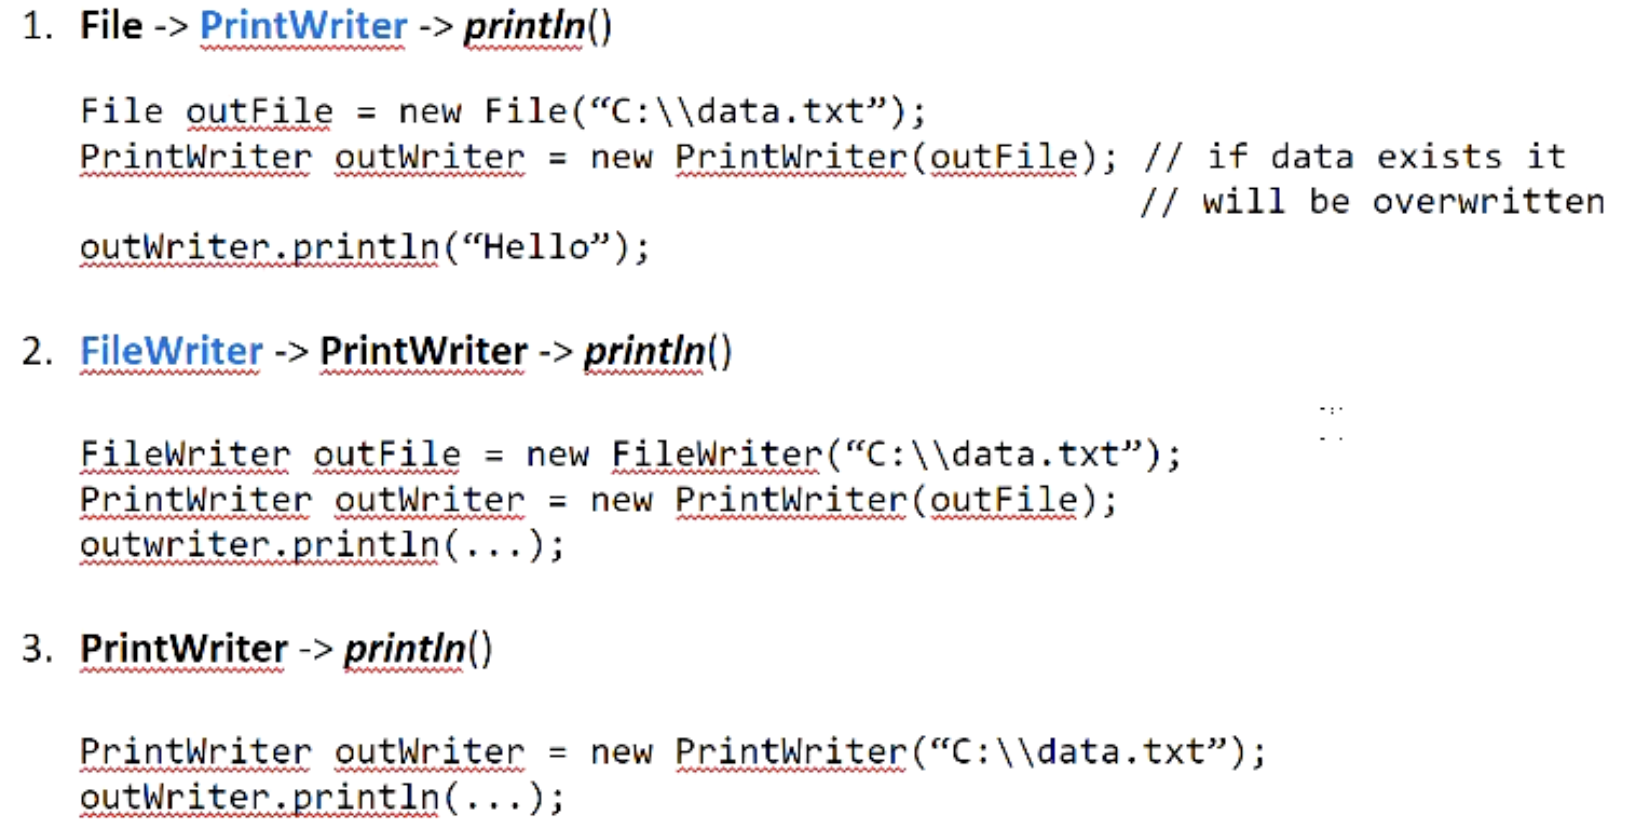 1. File -> PrintWriter -> println()
File outFile = new File(“C:\\data.txt”);
PrintWriter outWriter = new PrintWriter(outFile); // if data exists it
// will be overwritten
outWriter.println(“Hello”);
2. FileWriter -> PrintWriter -> println()
FileWriter outFile = new FileWriter(“C:\\data.txt”);
PrintWriter outWriter = new PrintWriter(outFile);
outwriter.println(...);
3. PrintWriter -> println()
PrintWriter outWriter = new PrintWriter(“C:\\data.txt”);
outWriter.println(...);